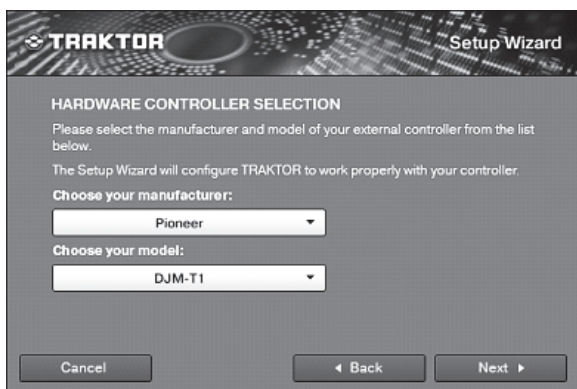 TRAKTOR
Setup Wizard
HARDWARE CONTROLLER SELECTION
Please select the manufacturer and model of your external controller from the list
below.
The Setup Wizard will configure TRAKTOR to work properly with your controller.
Choose your manufacturer:
Pioneer
Choose your model:
DJM-T1
Cancel
Back
Next